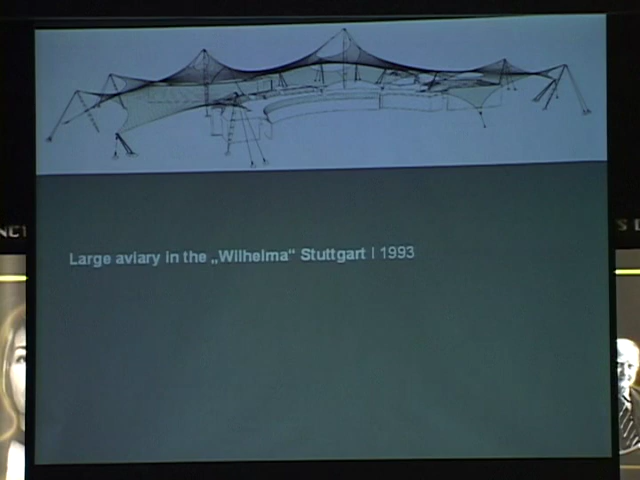 Large aviary in the „Wilhelma“ Stuttgart | 1993